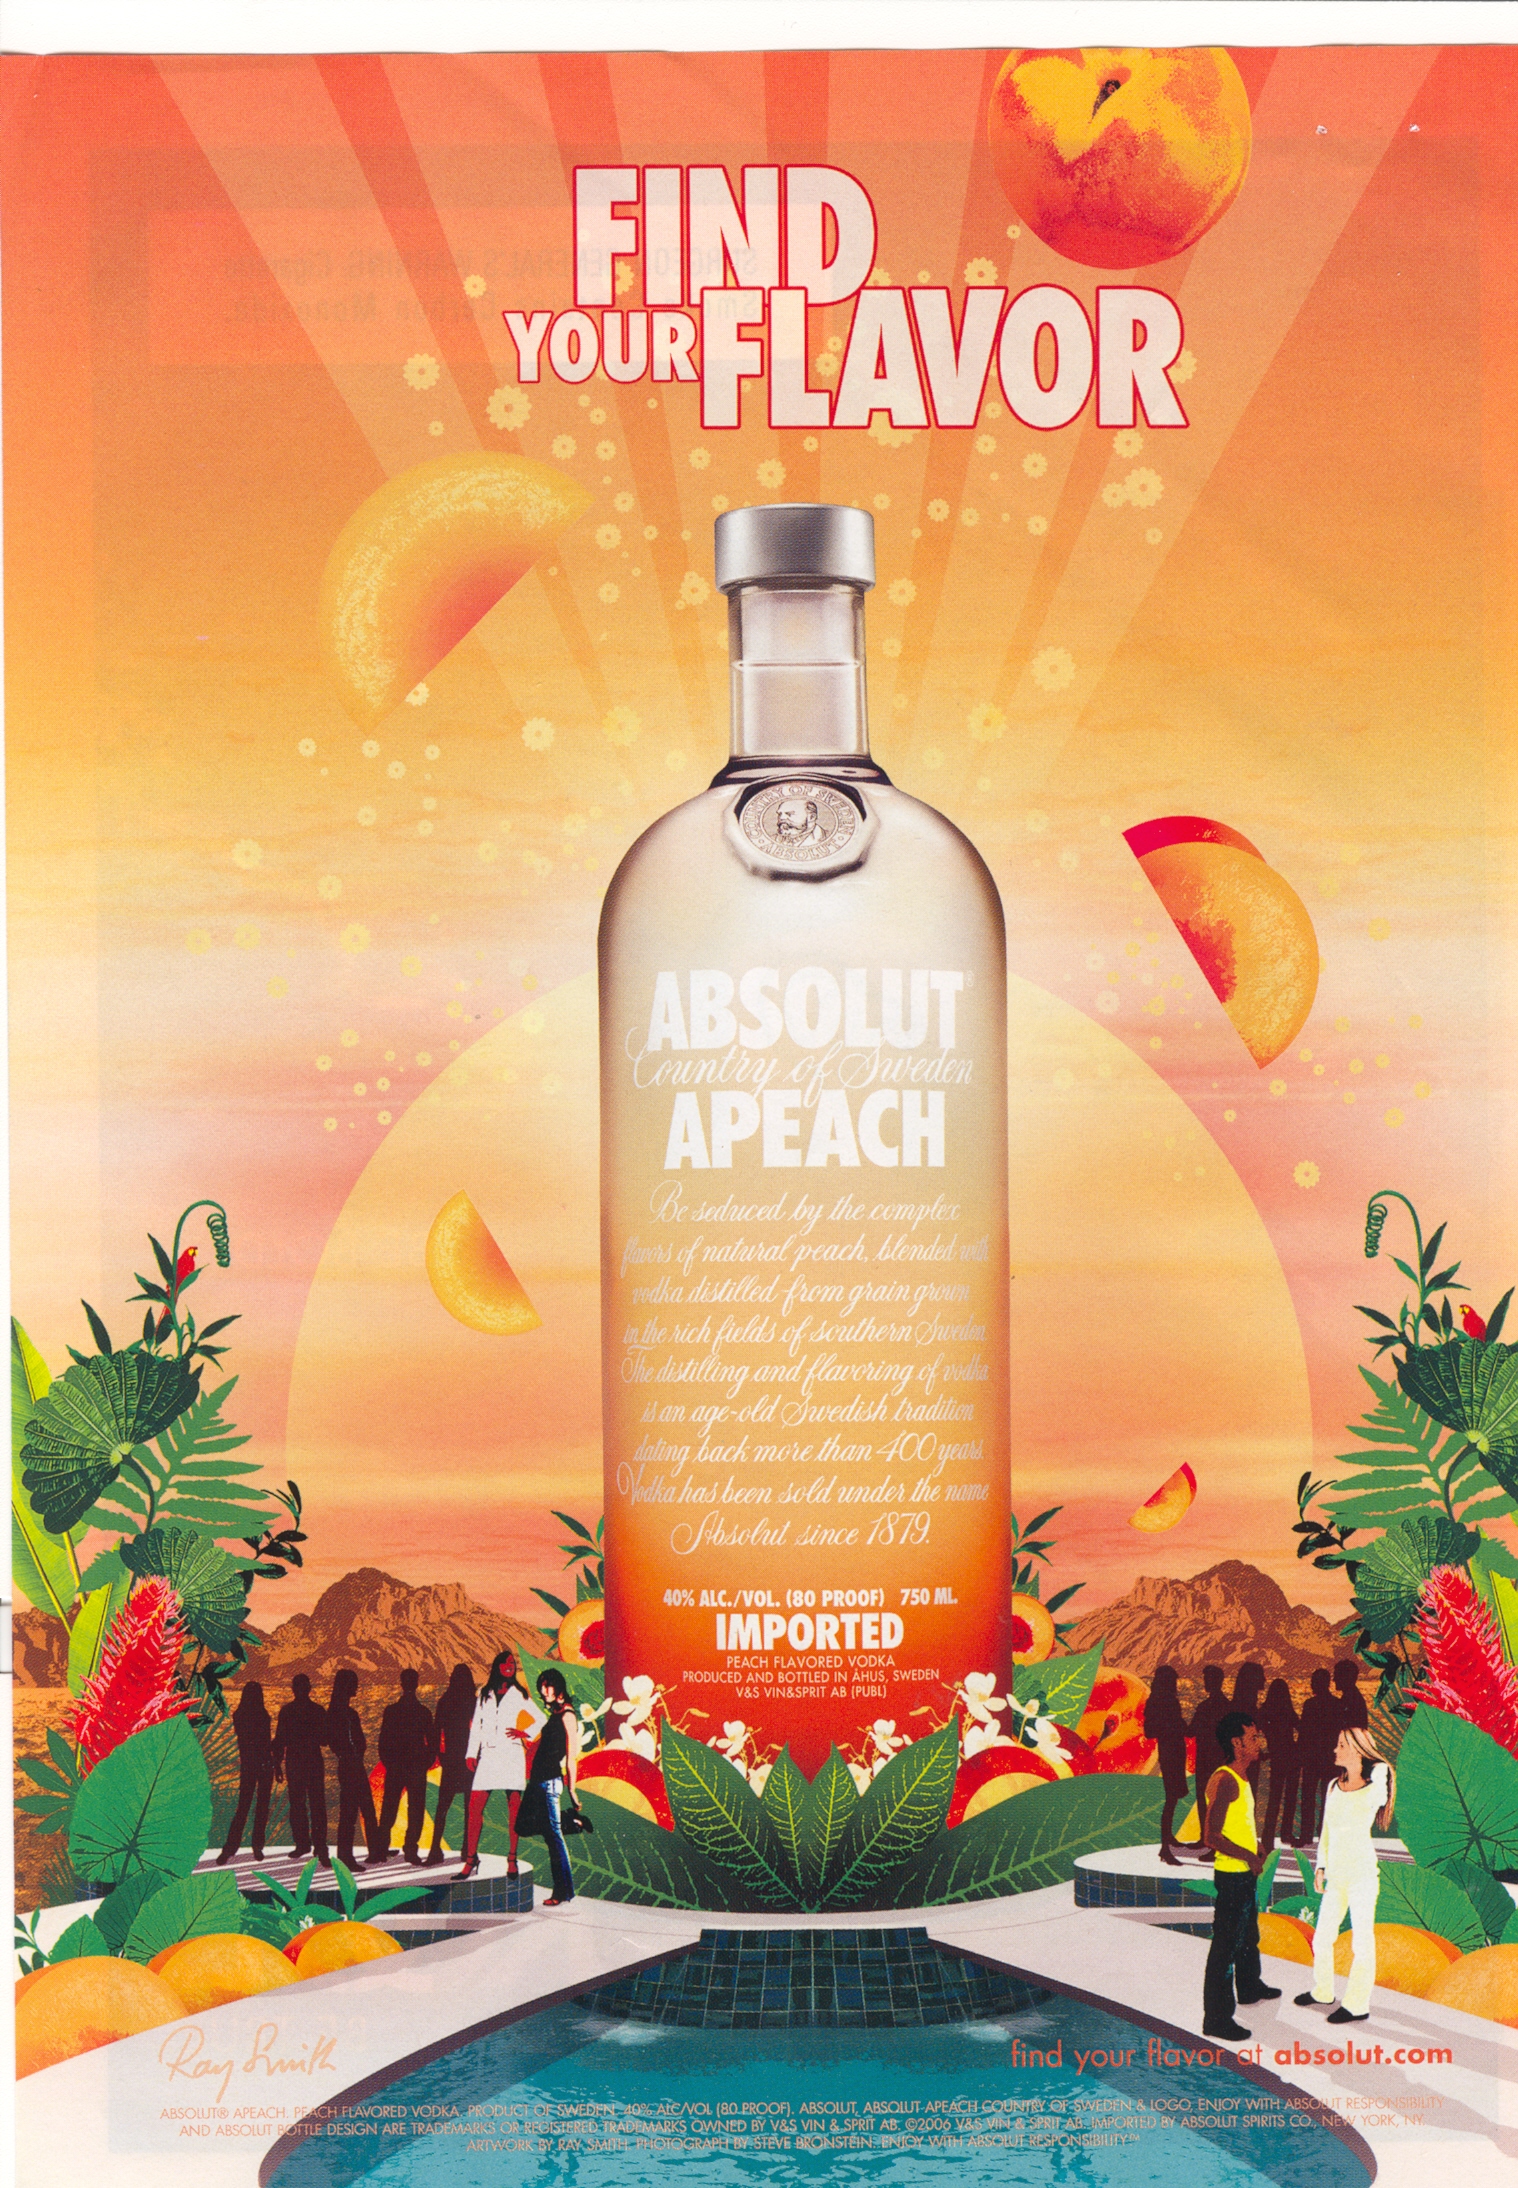 FIND
YOUR FLAVOR
COUNTRY OF SWEDEN
ABSOLUT
ABSOLUT®
Country of Sweden
APEACH
Be seduced by the complex
flavors of natural peach, blended with
vodka distilled from grain grown
in the rich fields of southern Sweden.
The distilling and flavoring of vodka
is an age-old Swedish tradition
dating back more than 400 years.
Vodka has been sold under the name
Absolut since 1879.
40% ALC./VOL. (80 PROOF) 750 ML.
IMPORTED
PEACH FLAVORED VODKA
PRODUCED AND BOTTLED IN ÅHUS, SWEDEN
V&S VIN&SPRIT AB (PUBL)
Ray Smith
find your flavor at absolut.com
ABSOLUT® APEACH. PEACH FLAVORED VODKA. PRODUCT OF SWEDEN. 40% ALC/VOL (80 PROOF). ABSOLUT, ABSOLUT APEACH COUNTRY OF SWEDEN & LOGO, ENJOY WITH ABSOLUT RESPONSIBILITY
AND ABSOLUT BOTTLE DESIGN ARE TRADEMARKS OR REGISTERED TRADEMARKS OWNED BY V&S VIN & SPRIT AB. ©2006 V&S VIN & SPRIT AB. IMPORTED BY ABSOLUT SPIRITS CO., NEW YORK, NY.
ARTWORK BY RAY SMITH. PHOTOGRAPH BY STEVE BRONSTEIN. ENJOY WITH ABSOLUT RESPONSIBILITY